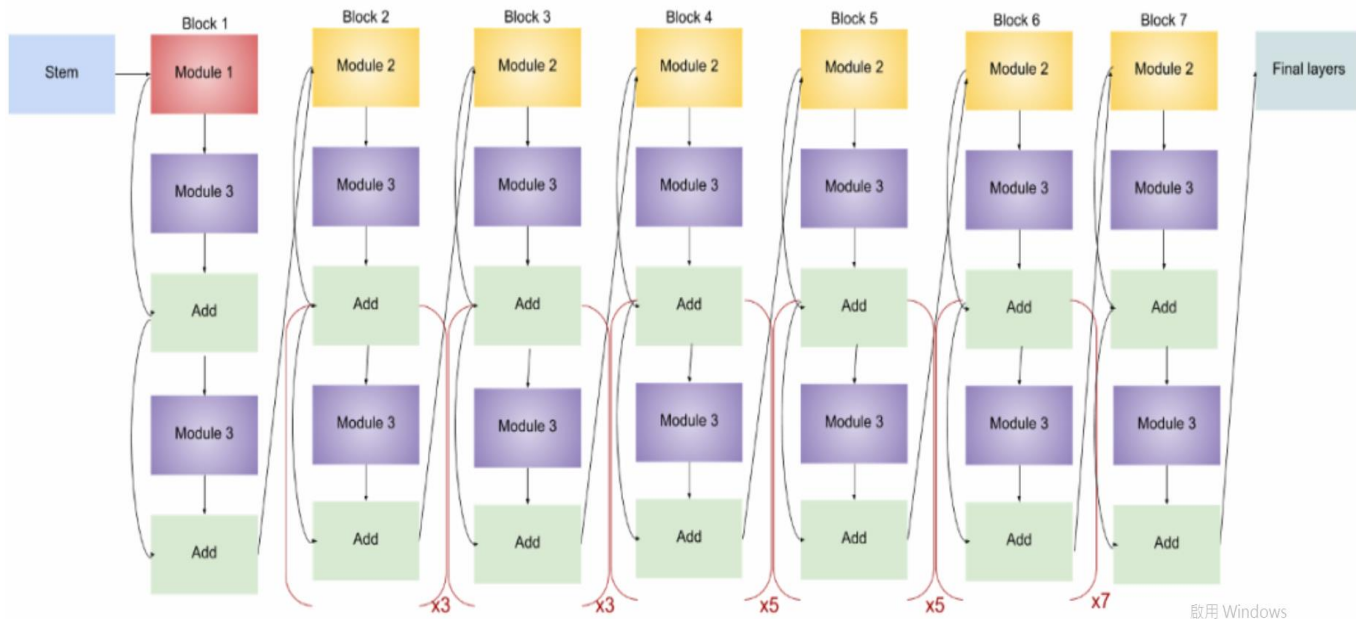 Block 1
Block 2
Block 3
Block 4
Block 5
Block 6
Block 7
Stem
Module 1
Module 2
Module 2
Module 2
Module 2
Module 2
Module 2
Final layers
Module 3
Module 3
Module 3
Module 3
Module 3
Module 3
Module 3
Add
Add
Add
Add
Add
Add
Add
Module 3
Module 3
Module 3
Module 3
Module 3
Module 3
Module 3
Add
Add
Add
Add
Add
Add
Add
x3
x3
x5
x5
x7
啟用 Windows